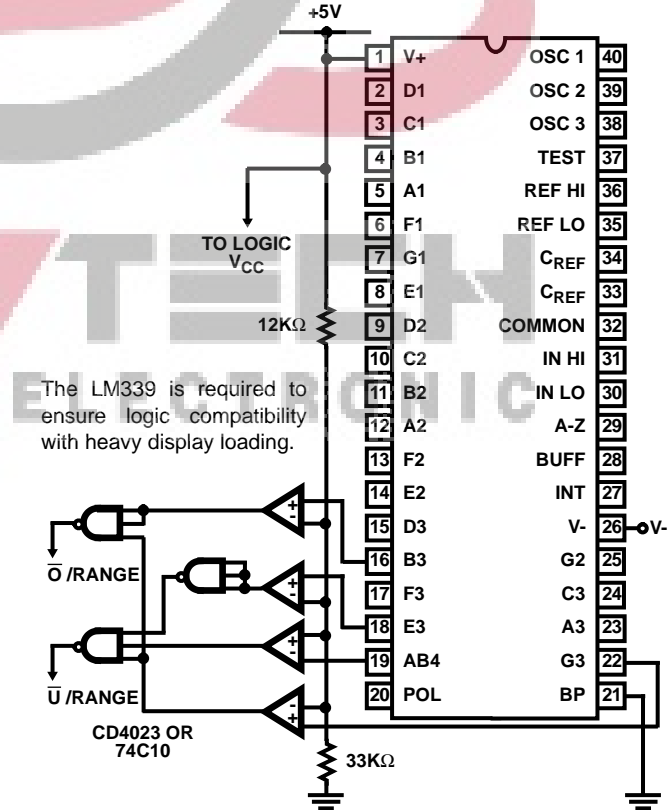 +5V
1 V+ OSC 1 40
2 D1 OSC 2 39
3 C1 OSC 3 38
4 B1 TEST 37
5 A1 REF HI 36
6 F1 REF LO 35
7 G1 CREF 34
8 E1 CREF 33
9 D2 COMMON 32
10 C2 IN HI 31
11 B2 IN LO 30
12 A2 A-Z 29
13 F2 BUFF 28
14 E2 INT 27
15 D3 V- 26 V-
16 B3 G2 25
17 F3 C3 24
18 E3 A3 23
19 AB4 G3 22
20 POL BP 21
TO LOGIC
VCC
12KΩ
TECH
ELECTRONIC
The LM339 is required to
ensure logic compatibility
with heavy display loading.
+
-
+
-
+
-
-
+
O̅ /RANGE
U̅ /RANGE
CD4023 OR
74C10
33KΩ